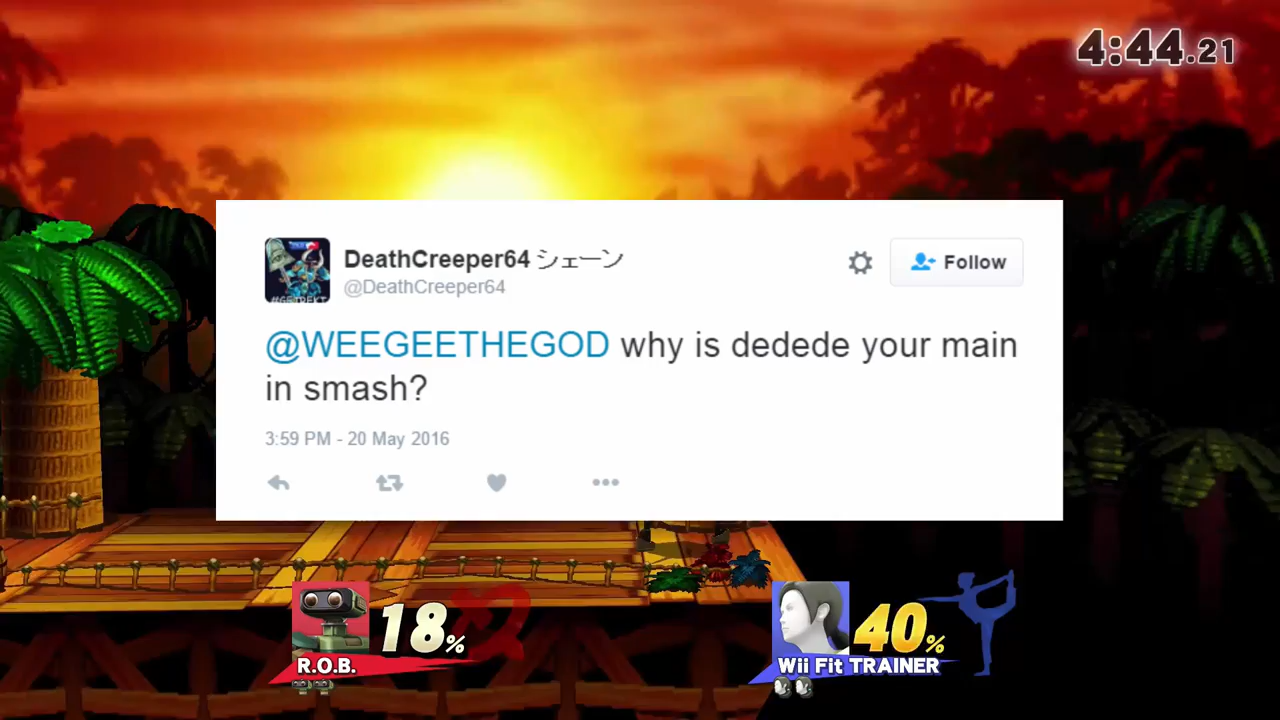 4:44.21
DeathCreeper64 シェーン
@DeathCreeper64
Follow
#GETREKT
@WEEGEETHEGOD why is dedede your main
in smash?
3:59 PM - 20 May 2016
18%
R.O.B.
40%
Wii Fit TRAINER